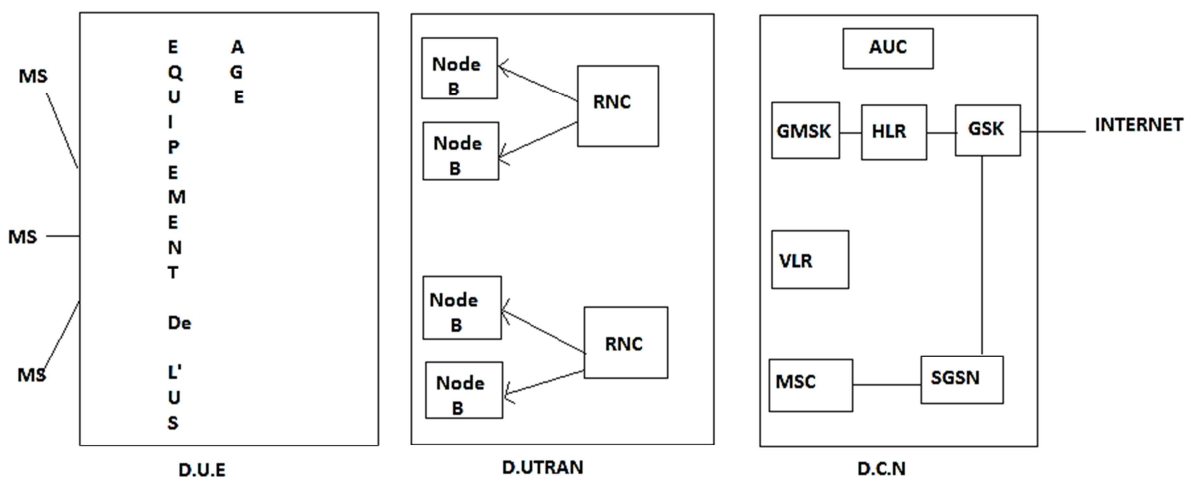 MS
MS
MS
E A
Q G
U E
I
P
E
M
E
N
T
De
L'
U
S
D.U.E
Node
B
Node
B
RNC
Node
B
Node
B
RNC
D.UTRAN
AUC
GMSK
HLR
GSK
INTERNET
VLR
MSC
SGSN
D.C.N